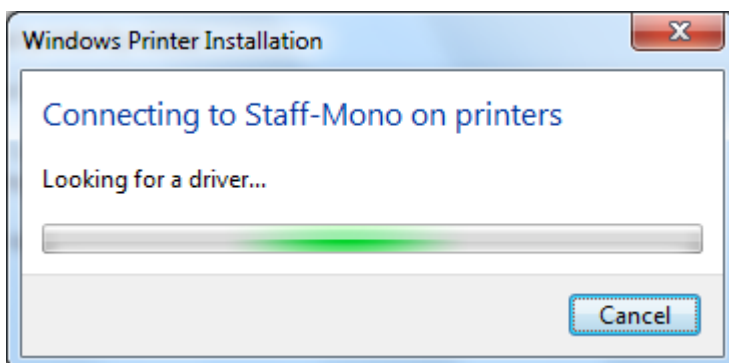 Windows Printer Installation
Connecting to Staff-Mono on printers
Looking for a driver...
Cancel